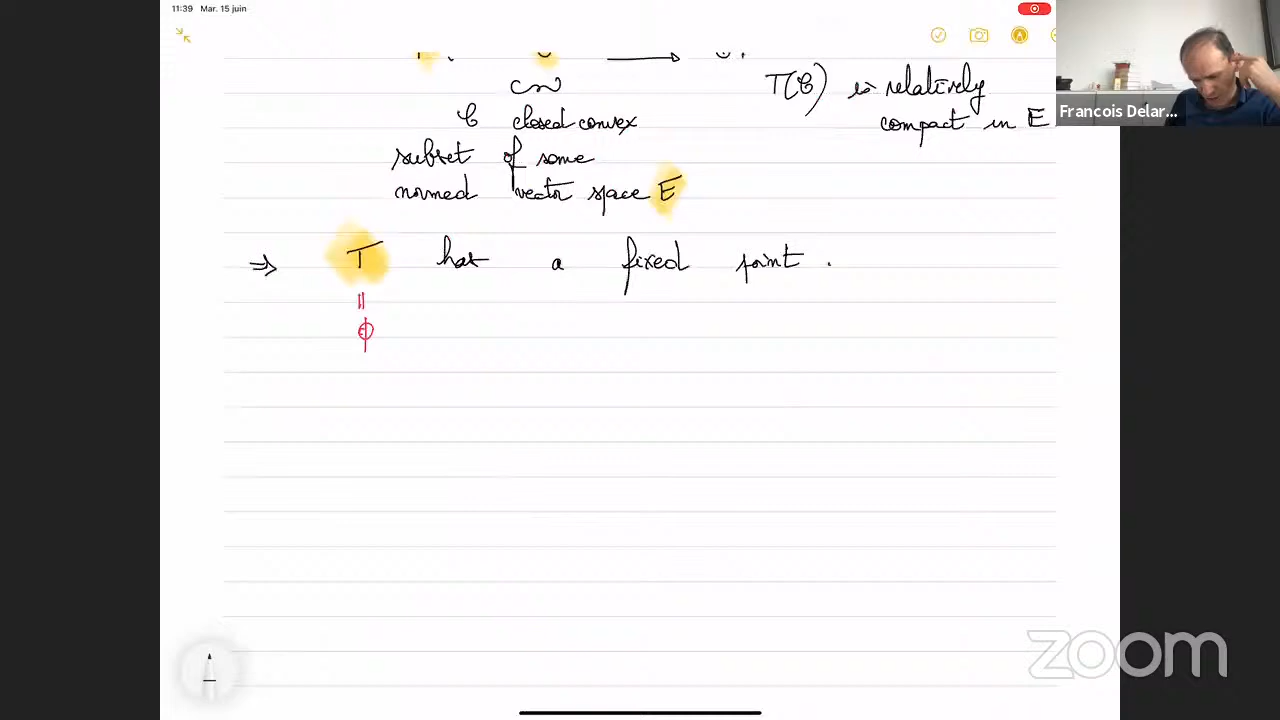 11:39 Mar. 15 juin
T(C) is relatively
Francois Delar...
C closed convex
compact in E
subset of some
normed vector space E
⇒ T has a fixed point.
=
Φ
zoom